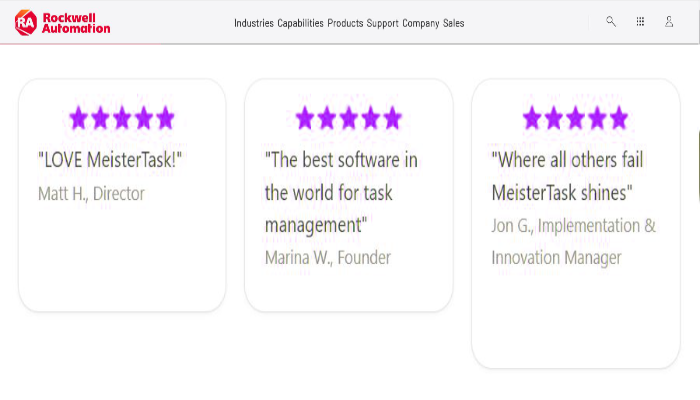 RA Rockwell
Automation
Industries Capabilities Products Support Company Sales
"LOVE MeisterTask!"
Matt H., Director
"The best software in
the world for task
management"
Marina W., Founder
"Where all others fail
MeisterTask shines"
Jon G., Implementation &
Innovation Manager